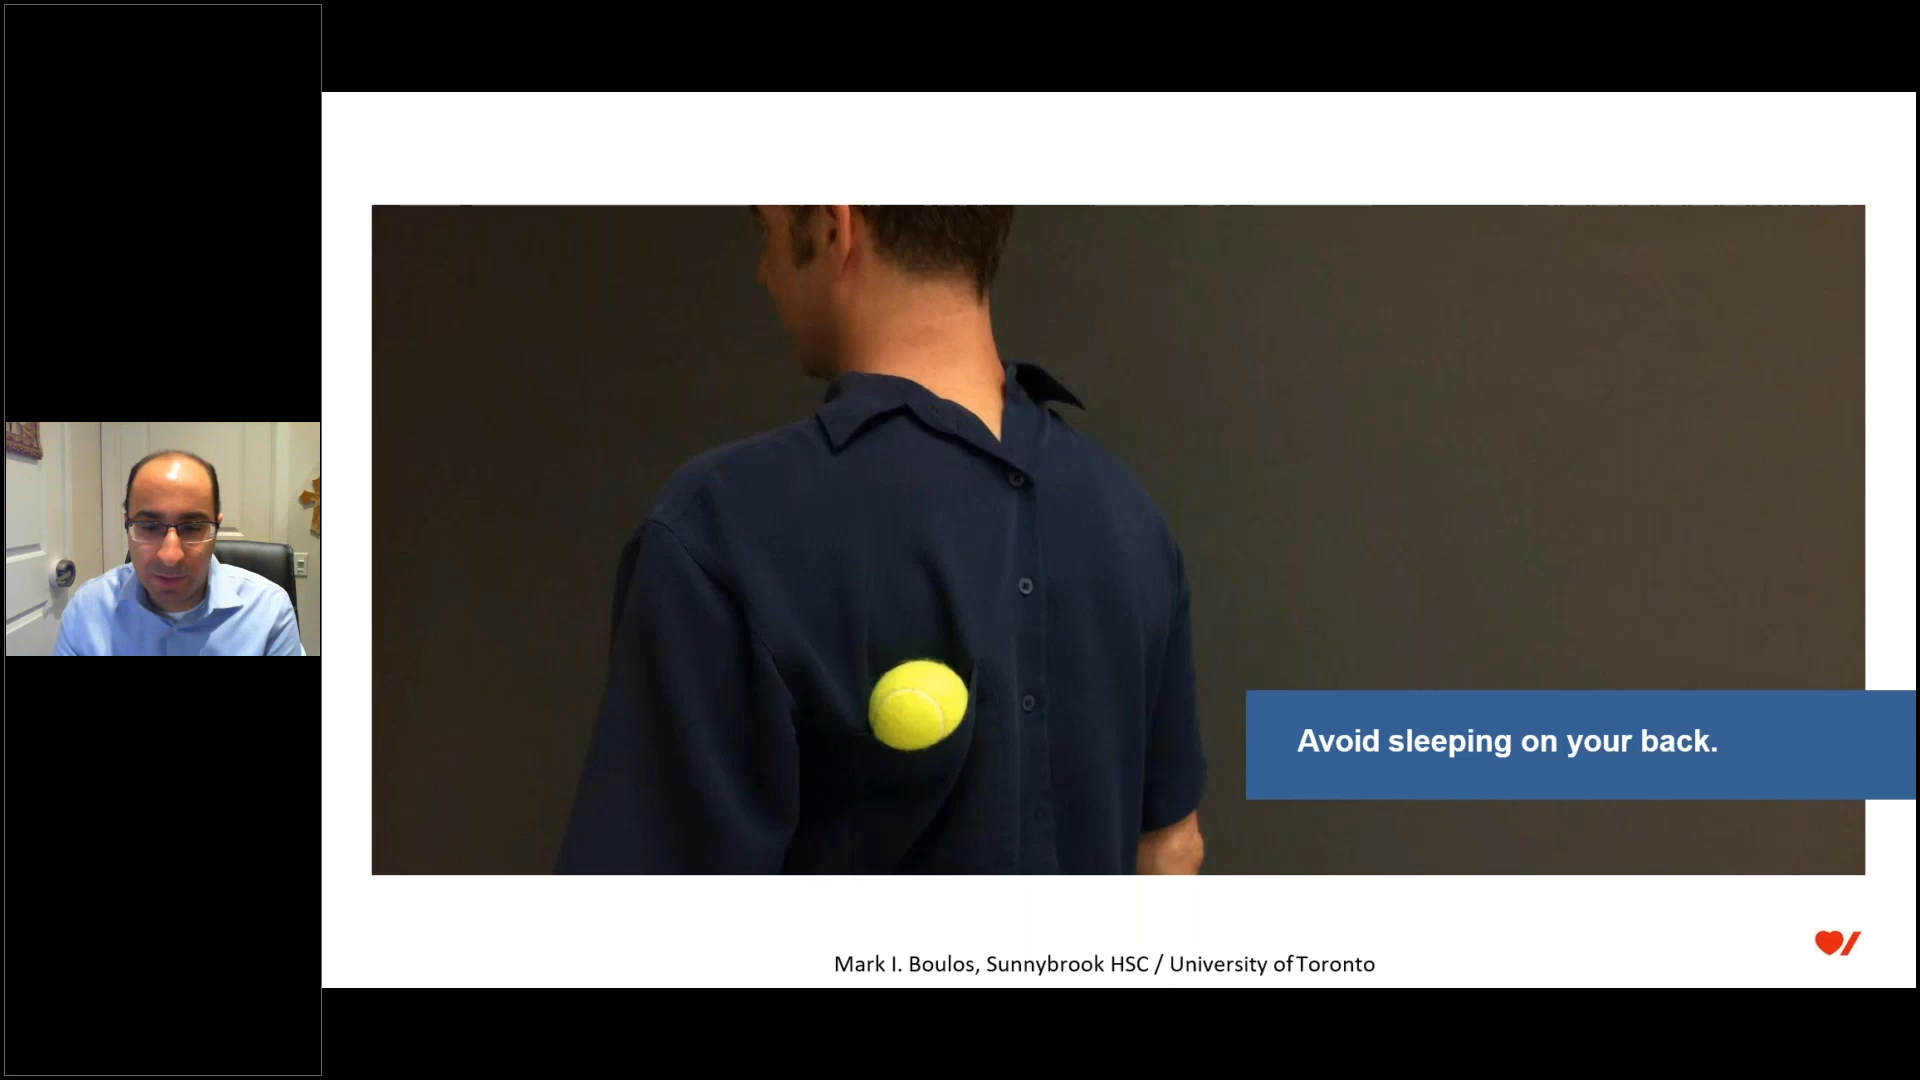 Avoid sleeping on your back.
Mark I. Boulos, Sunnybrook HSC / University of Toronto